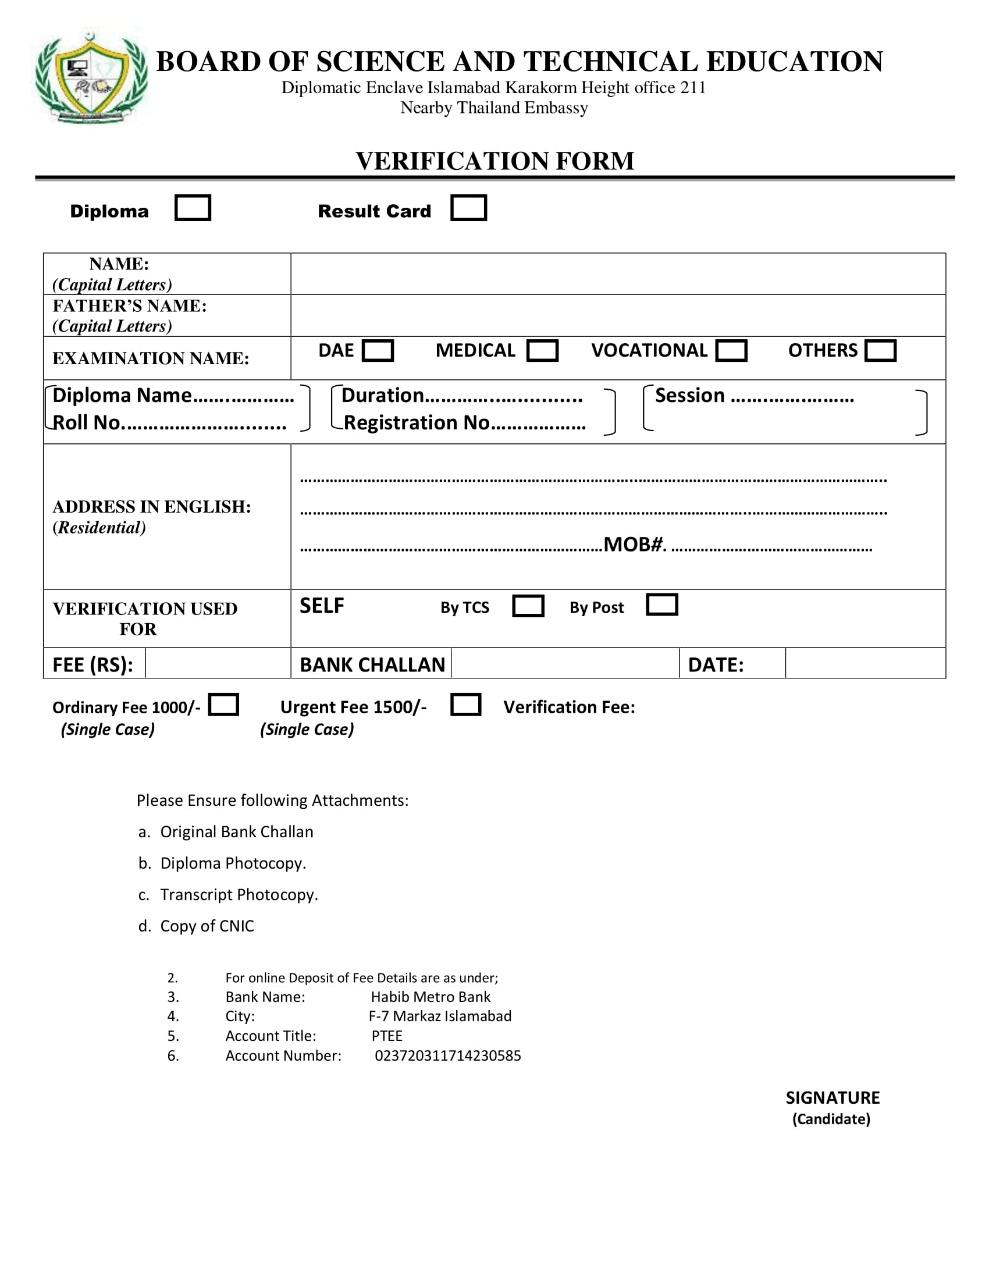 BOARD OF SCIENCE AND TECHNICAL EDUCATION
Diplomatic Enclave Islamabad Karakorm Height office 211
Nearby Thailand Embassy
VERIFICATION FORM
Diploma Result Card
NAME:
(Capital Letters)
FATHER’S NAME:
(Capital Letters)
EXAMINATION NAME: DAE MEDICAL VOCATIONAL OTHERS
Diploma Name……..………… Duration…………..…............ Session ……..…….………
Roll No..…………………........ Registration No………………
………………………………………………………………………………………………..
ADDRESS IN ENGLISH:
(Residential)
………………………………………………………………………………………………..
…………………………………………………MOB#. …………………………………
VERIFICATION USED FOR SELF By TCS By Post
FEE (RS): BANK CHALLAN DATE:
Ordinary Fee 1000/- Urgent Fee 1500/- Verification Fee:
(Single Case) (Single Case)
Please Ensure following Attachments:
a. Original Bank Challan
b. Diploma Photocopy.
c. Transcript Photocopy.
d. Copy of CNIC
2. For online Deposit of Fee Details are as under;
3. Bank Name: Habib Metro Bank
4. City: F-7 Markaz Islamabad
5. Account Title: PTEE
6. Account Number: 023720311714230585
SIGNATURE
(Candidate)